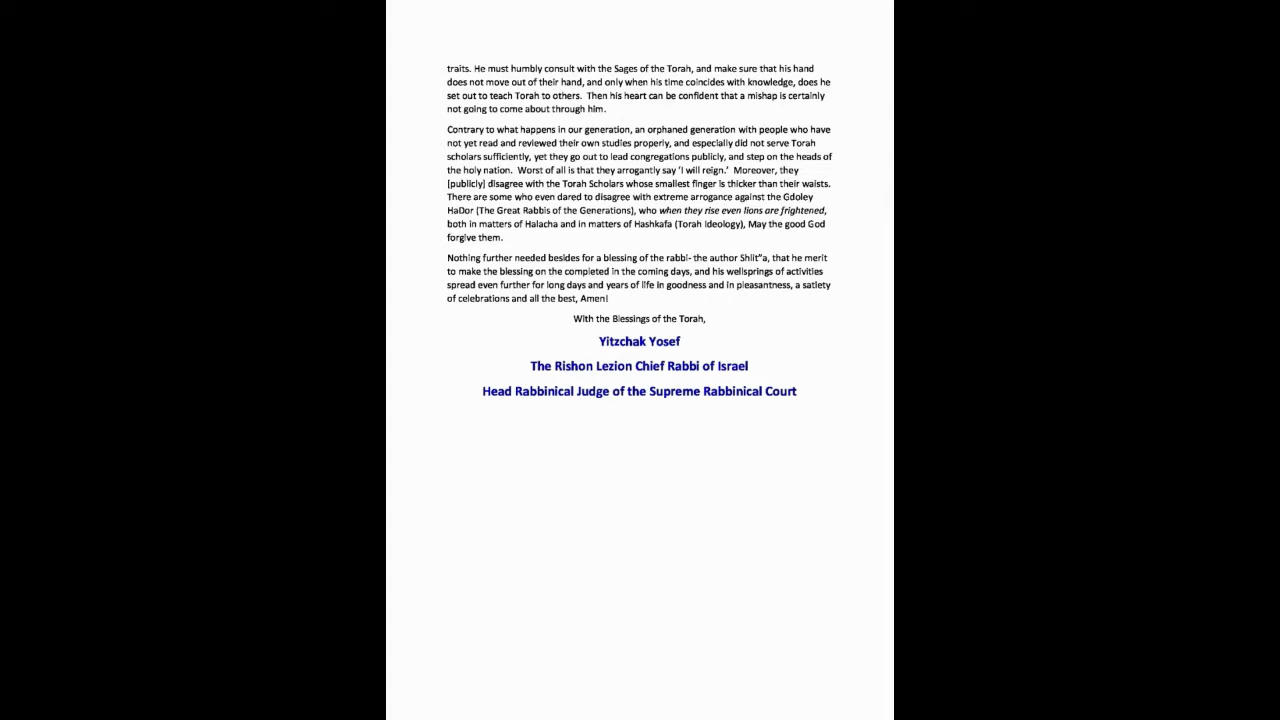 traits. He must humbly consult with the Sages of the Torah, and make sure that his hand
does not move out of their hand, and only when his time coincides with knowledge, does he
set out to teach Torah to others.  Then his heart can be confident that a mishap is certainly
not going to come about through him.
Contrary to what happens in our generation, an orphaned generation with people who have
not yet read and reviewed their own studies properly, and especially did not serve Torah
scholars sufficiently, yet they go out to lead congregations publicly, and step on the heads of
the holy nation.  Worst of all is that they arrogantly say ‘I will reign.’  Moreover, they
[publicly] disagree with the Torah Scholars whose smallest finger is thicker than their waists.
There are some who even dared to disagree with extreme arrogance against the Gdoley
HaDor (The Great Rabbis of the Generations), who when they rise even lions are frightened,
both in matters of Halacha and in matters of Hashkafa (Torah Ideology), May the good God
forgive them.
Nothing further needed besides for a blessing of the rabbi- the author Shlit”a, that he merit
to make the blessing on the completed in the coming days, and his wellsprings of activities
spread even further for long days and years of life in goodness and in pleasantness, a satiety
of celebrations and all the best, Amen!
With the Blessings of the Torah,
Yitzchak Yosef
The Rishon Lezion Chief Rabbi of Israel
Head Rabbinical Judge of the Supreme Rabbinical Court